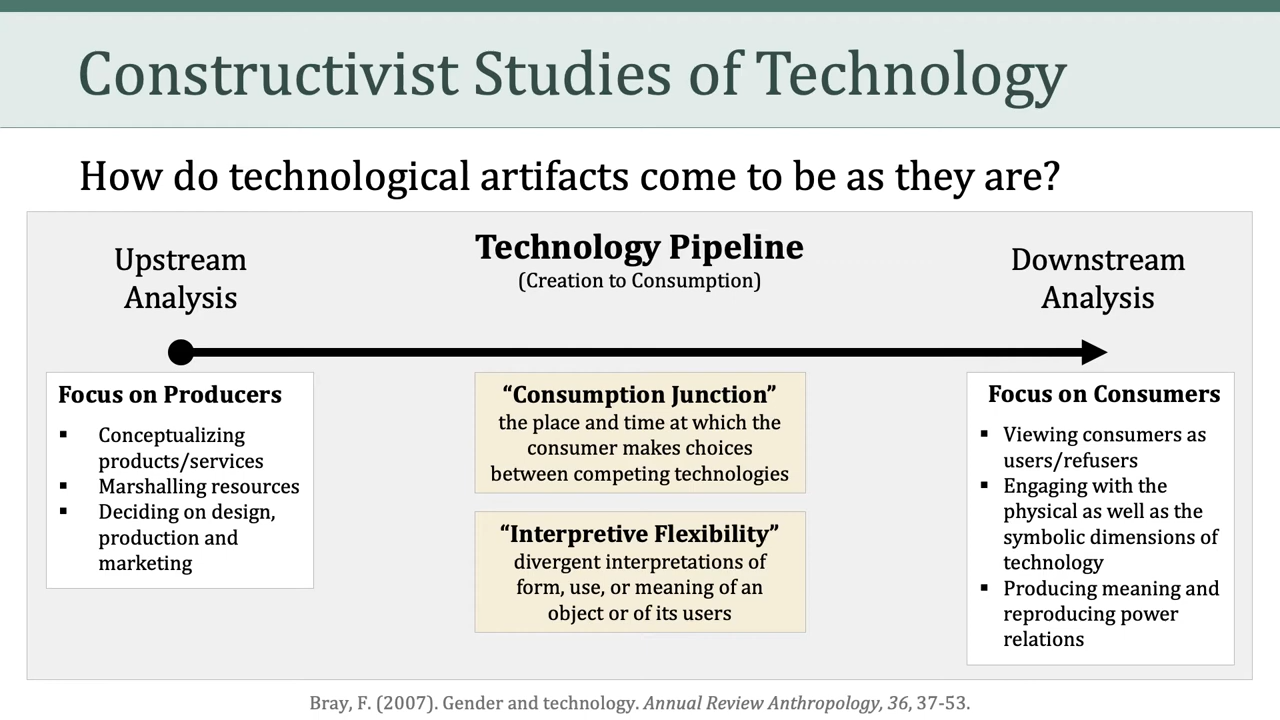 Constructivist Studies of Technology
How do technological artifacts come to be as they are?
Upstream
Analysis
Technology Pipeline
(Creation to Consumption)
Downstream
Analysis
Focus on Producers
▪ Conceptualizing
products/services
▪ Marshalling resources
▪ Deciding on design,
production and
marketing
“Consumption Junction”
the place and time at which the
consumer makes choices
between competing technologies
“Interpretive Flexibility”
divergent interpretations of
form, use, or meaning of an
object or of its users
Focus on Consumers
▪ Viewing consumers as
users/refusers
▪ Engaging with the
physical as well as the
symbolic dimensions of
technology
▪ Producing meaning and
reproducing power
relations
Bray, F. (2007). Gender and technology. Annual Review Anthropology, 36, 37-53.